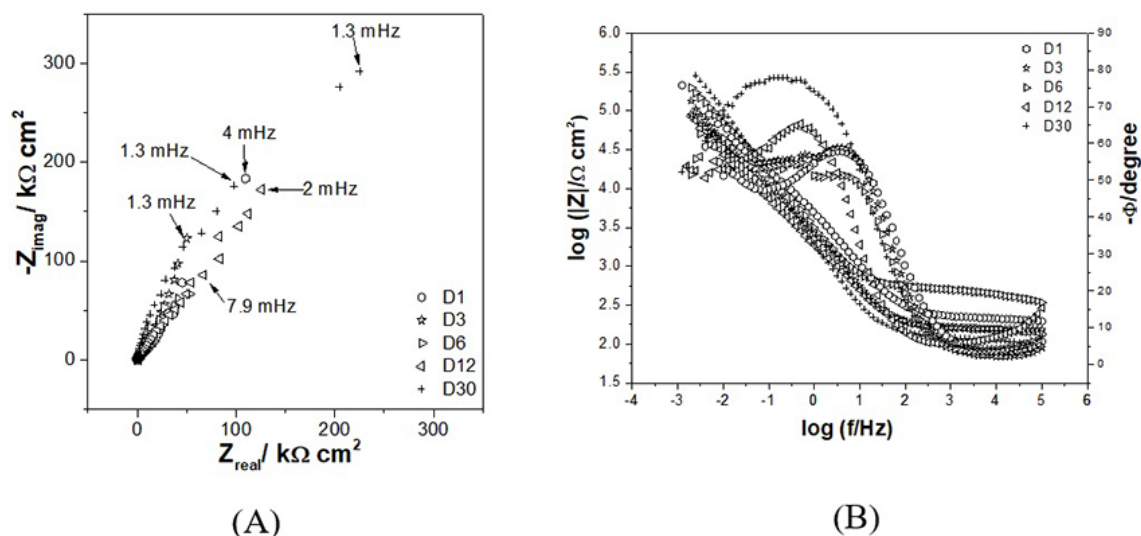 300
200
100
0
0 100 200 300
-Z_imag/ kΩ cm²
Z_real/ kΩ cm²
1.3 mHz
4 mHz
1.3 mHz
2 mHz
1.3 mHz
7.9 mHz
D1
D3
D6
D12
D30
(A)
6.0
5.5
5.0
4.5
4.0
3.5
3.0
2.5
2.0
1.5
log (|Z|/Ω cm²)
-4 -3 -2 -1 0 1 2 3 4 5 6
log (f/Hz)
90
80
70
60
50
40
30
20
10
0
-Φ/degree
D1
D3
D6
D12
D30
(B)